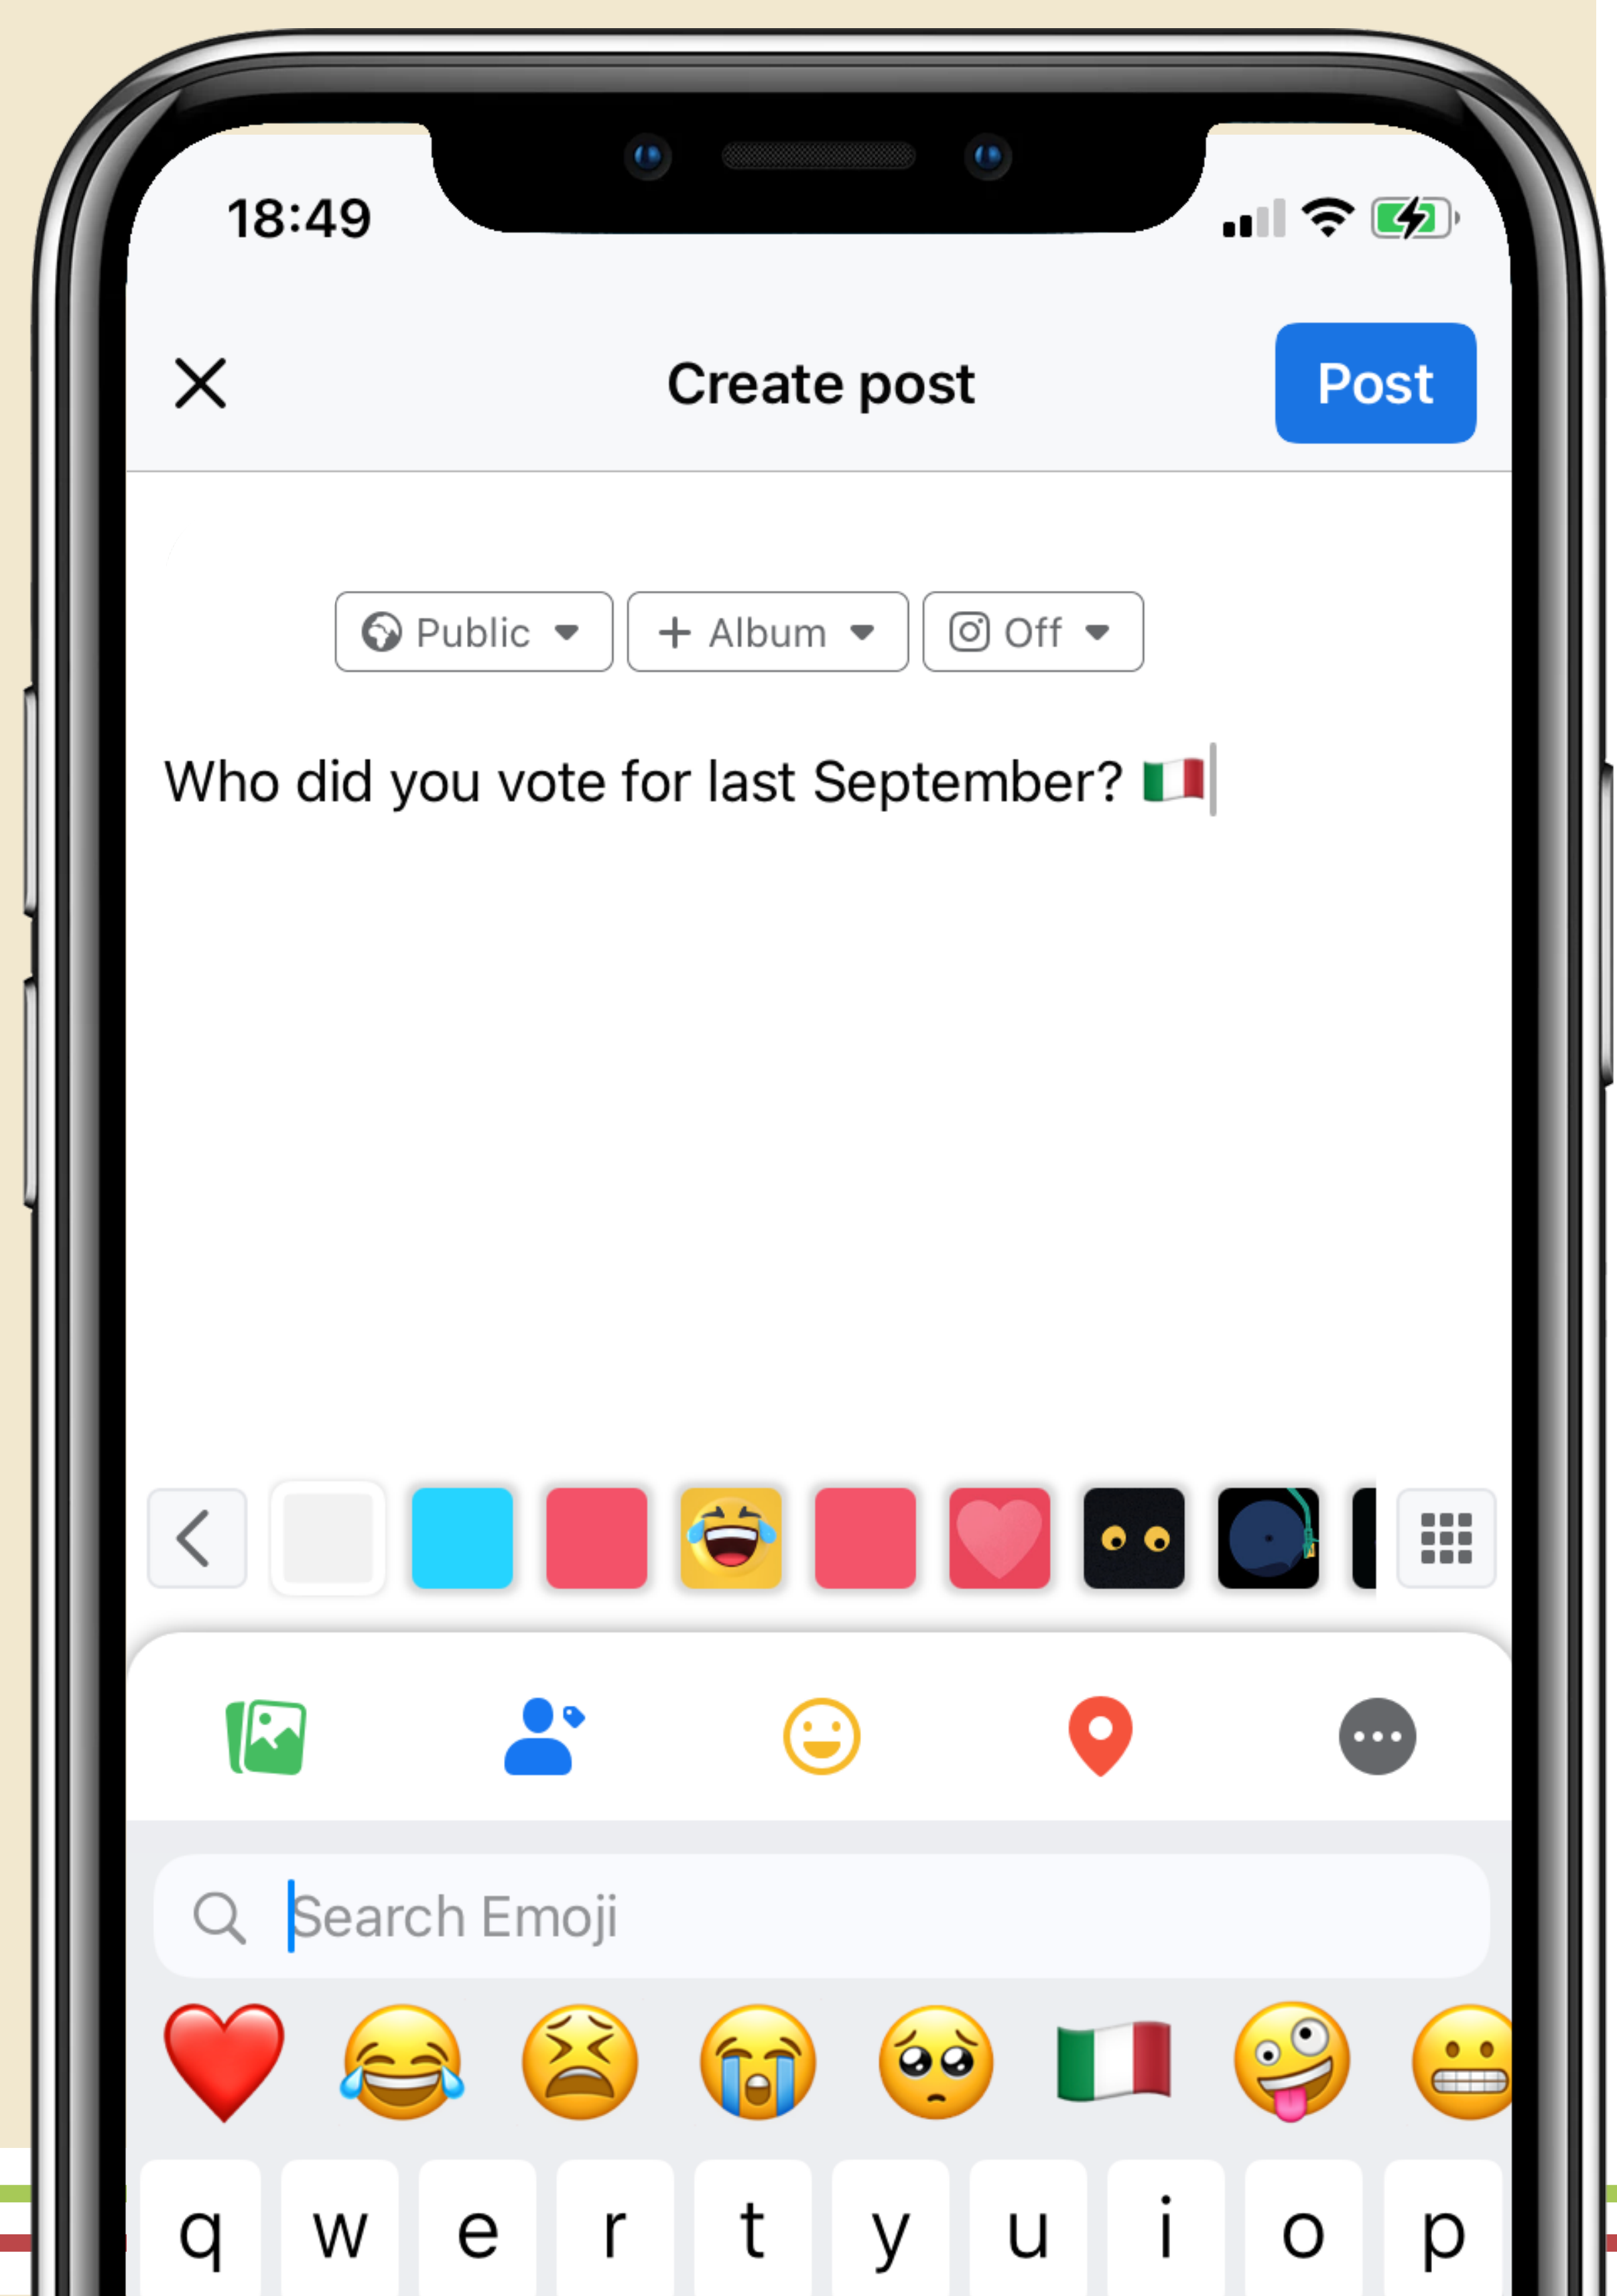 18:49
Create post
Post
Public
+ Album
Off
Who did you vote for last September? 🇮🇹
Search Emoji
q w e r t y u i o p